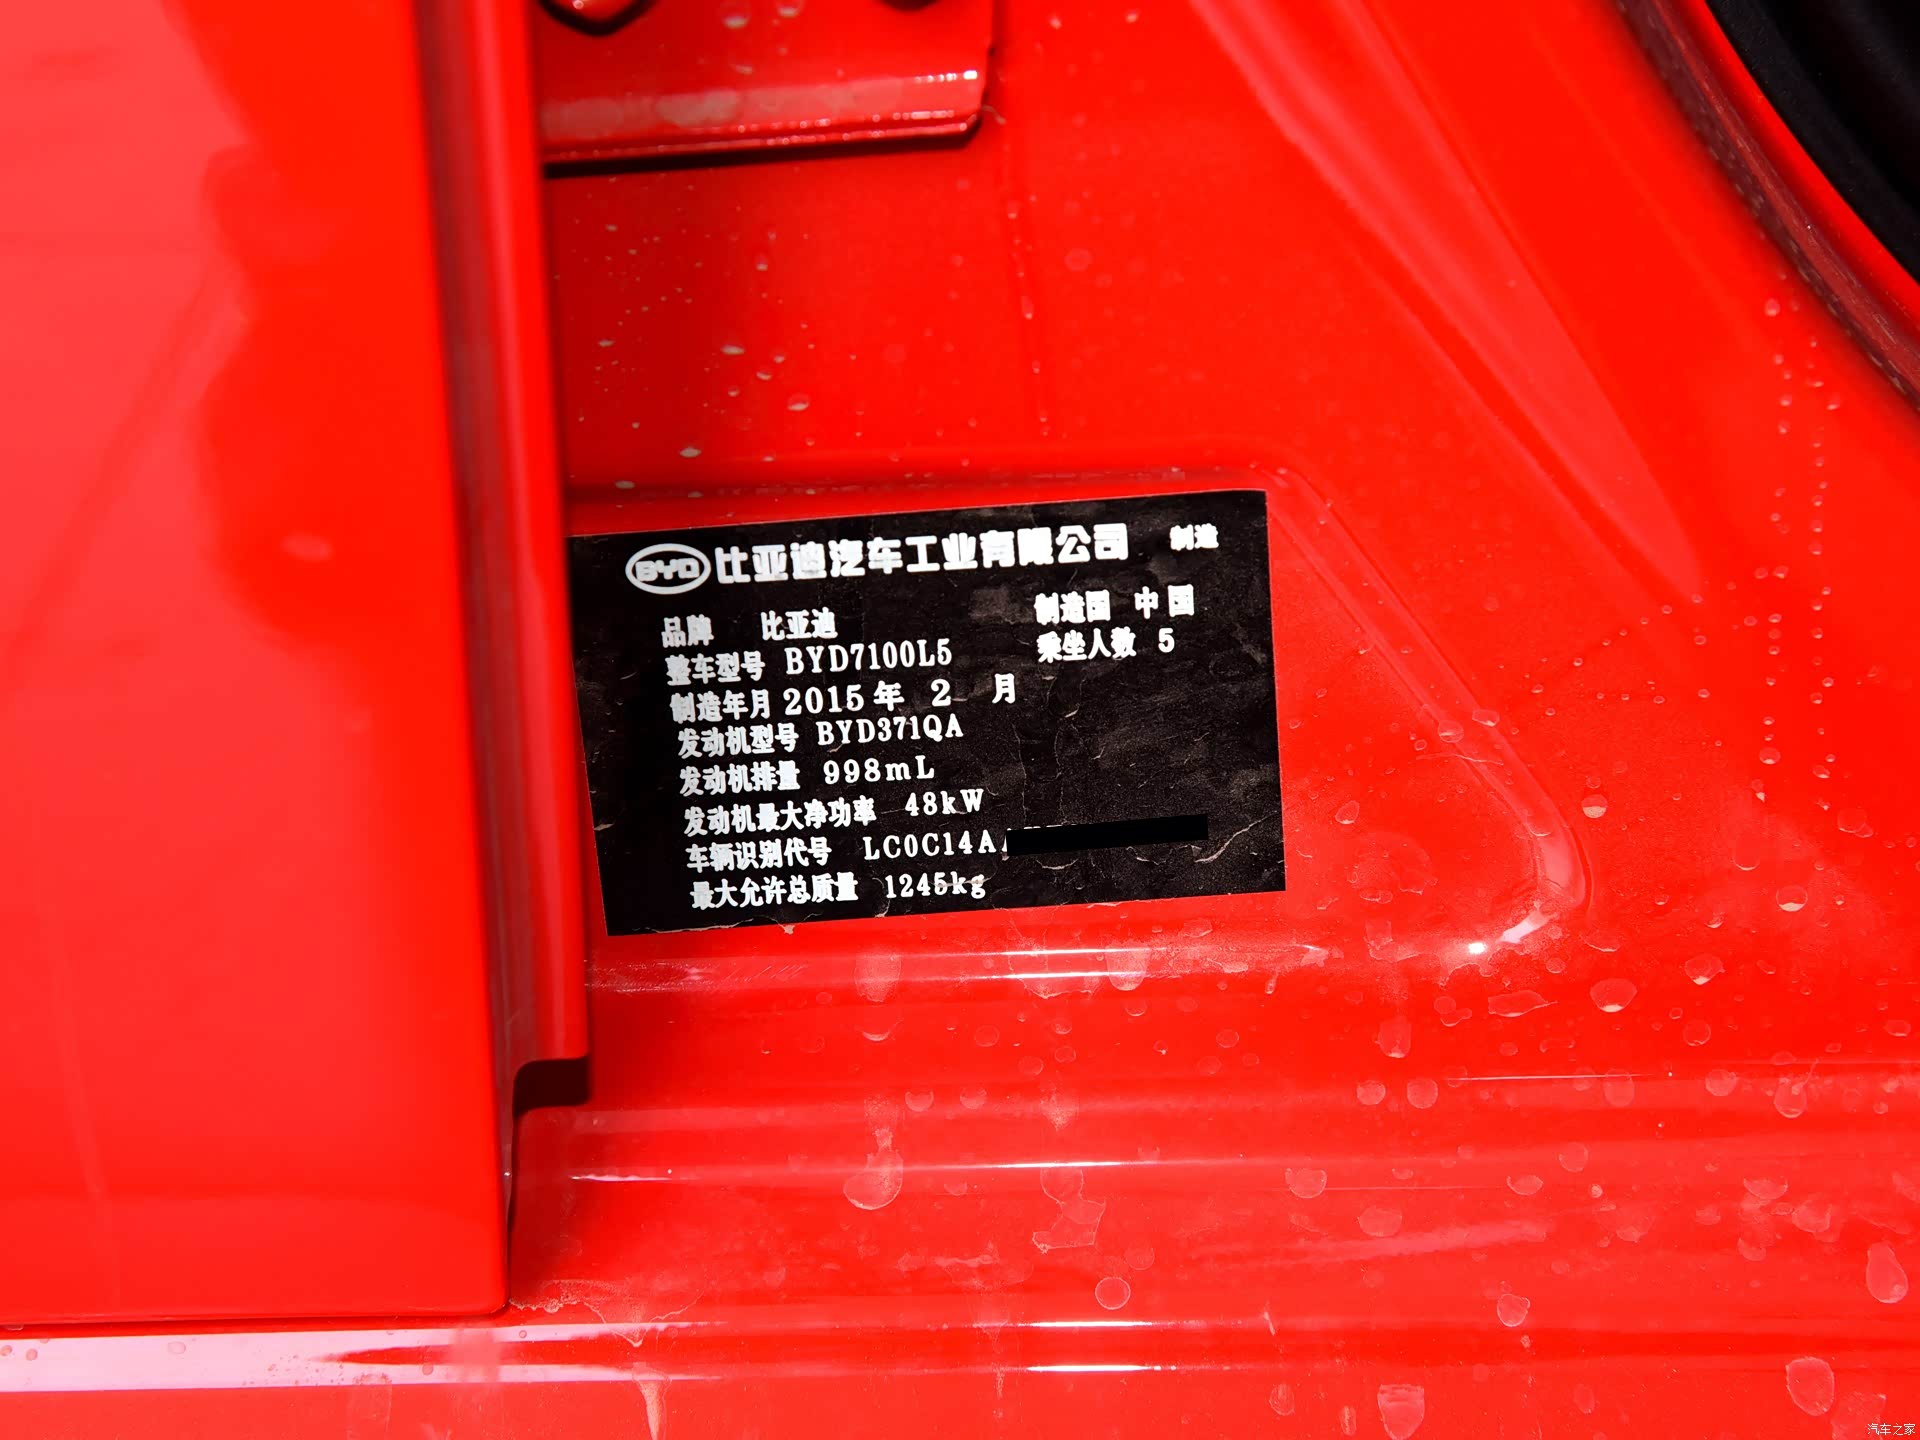 BYD 比亚迪汽车工业有限公司 制造
品牌 比亚迪 制造国 中国
整车型号 BYD7100L5 乘坐人数 5
制造年月 2015 年 2 月
发动机型号 BYD371QA
发动机排量 998mL
发动机最大净功率 48kW
车辆识别代号 LC0C14A
最大允许总质量 1245kg
汽车之家